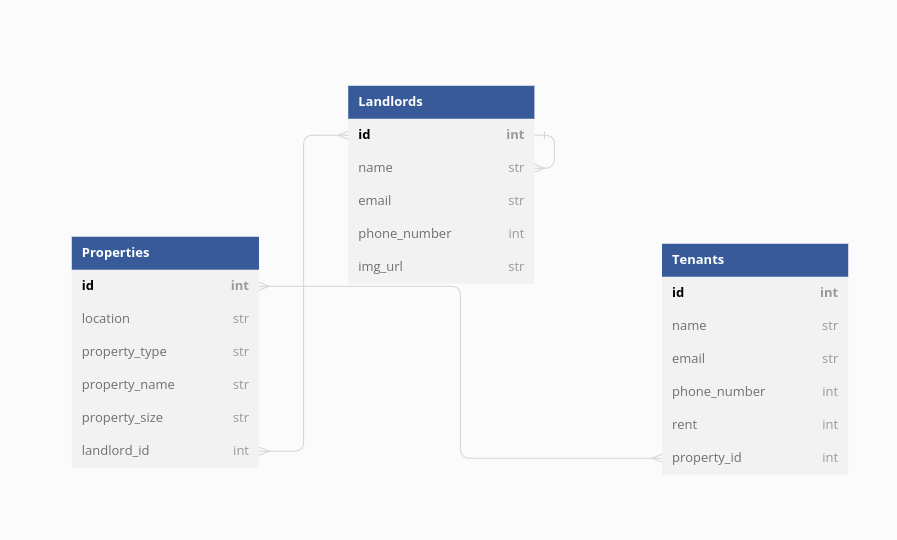 Landlords
id int
name str
email str
phone_number int
img_url str
Properties
id int
location str
property_type str
property_name str
property_size str
landlord_id int
Tenants
id int
name str
email str
phone_number int
rent int
property_id int